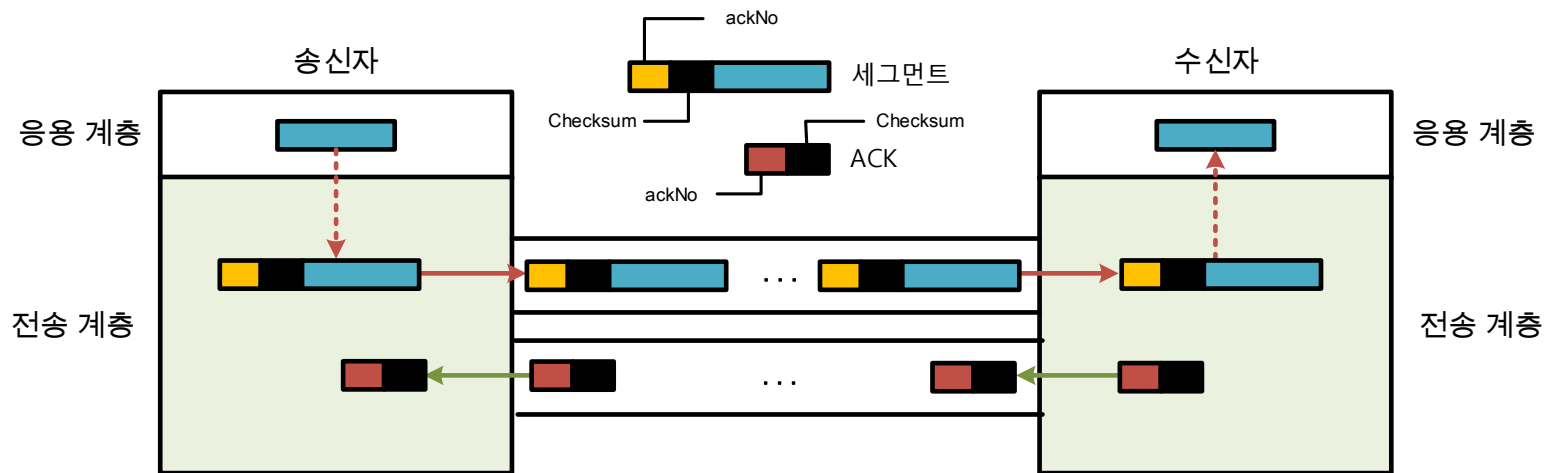 ackNo
송신자
세그먼트
수신자
Checksum
Checksum
응용 계층
ACK
응용 계층
ackNo
...
전송 계층
전송 계층
...